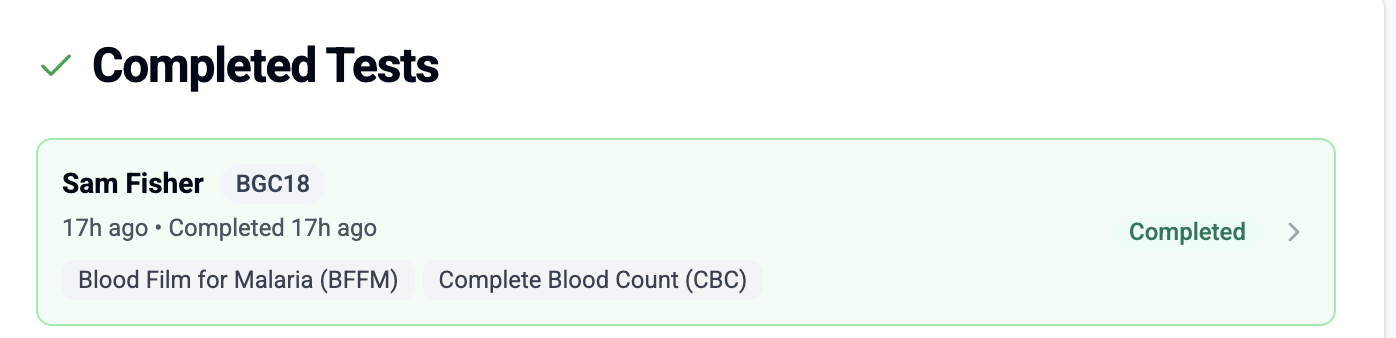 Completed Tests
Sam Fisher BGC18
17h ago • Completed 17h ago
Completed
Blood Film for Malaria (BFFM) Complete Blood Count (CBC)